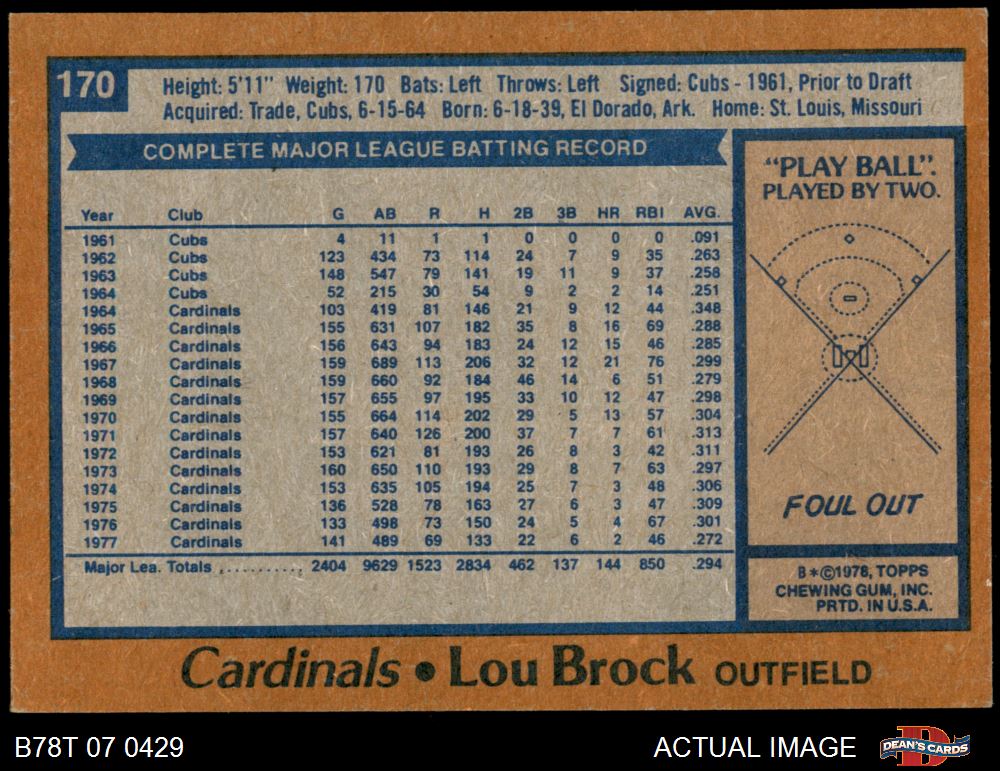 170
Height: 5'11" Weight: 170 Bats: Left Throws: Left Signed: Cubs - 1961, Prior to Draft
Acquired: Trade, Cubs, 6-15-64 Born: 6-18-39, El Dorado, Ark. Home: St. Louis, Missouri
COMPLETE MAJOR LEAGUE BATTING RECORD
Year Club G AB R H 2B 3B HR RBI AVG.
1961 Cubs 4 11 1 1 0 0 0 0 .091
1962 Cubs 123 434 73 114 24 7 9 35 .263
1963 Cubs 148 547 79 141 19 11 9 37 .258
1964 Cubs 52 215 30 54 9 2 2 14 .251
1964 Cardinals 103 419 81 146 21 9 12 44 .348
1965 Cardinals 155 631 107 182 35 8 16 69 .288
1966 Cardinals 156 643 94 183 24 12 15 46 .285
1967 Cardinals 159 689 113 206 32 12 21 76 .299
1968 Cardinals 159 660 92 184 46 14 6 51 .279
1969 Cardinals 157 655 97 195 33 10 12 47 .298
1970 Cardinals 155 664 114 202 29 5 13 57 .304
1971 Cardinals 157 640 126 200 37 7 7 61 .313
1972 Cardinals 153 621 81 193 26 8 3 42 .311
1973 Cardinals 160 650 110 193 29 8 7 63 .297
1974 Cardinals 153 635 105 194 25 7 3 48 .306
1975 Cardinals 136 528 78 163 27 6 3 47 .309
1976 Cardinals 133 498 73 150 24 5 4 67 .301
1977 Cardinals 141 489 69 133 22 6 2 46 .272
Major Lea. Totals .......... 2404 9629 1523 2834 462 137 144 850 .294
"PLAY BALL".
PLAYED BY TWO.
FOUL OUT
B*©1978, TOPPS
CHEWING GUM, INC.
PRTD. IN U.S.A.
Cardinals • Lou Brock OUTFIELD
B78T 07 0429
ACTUAL IMAGE
DEAN'S CARDS